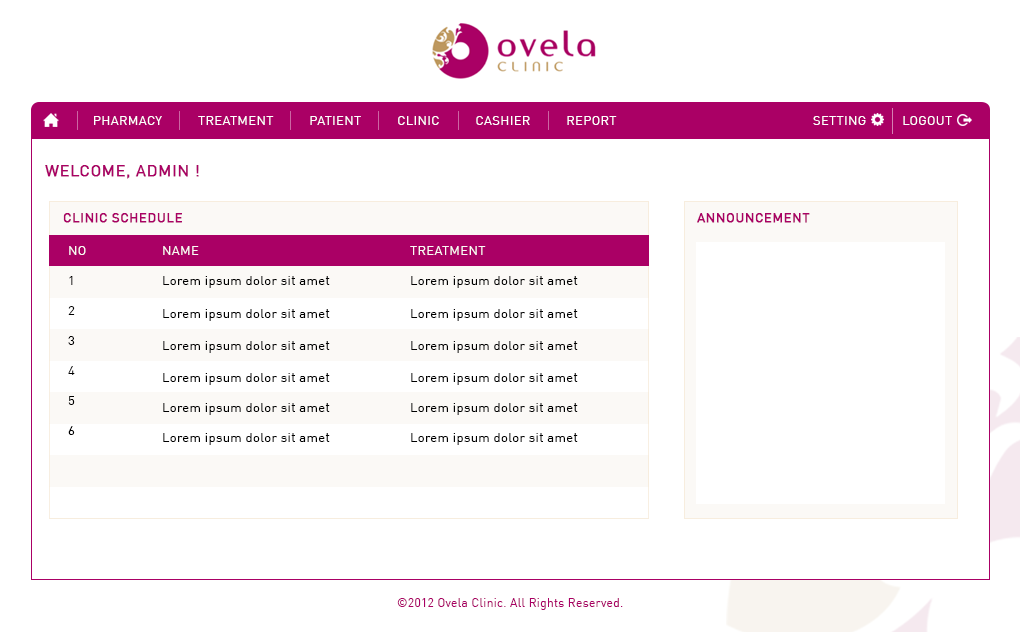 ovela
CLINIC
PHARMACY TREATMENT PATIENT CLINIC CASHIER REPORT SETTING LOGOUT
WELCOME, ADMIN !
CLINIC SCHEDULE
NO NAME TREATMENT
1 Lorem ipsum dolor sit amet Lorem ipsum dolor sit amet
2 Lorem ipsum dolor sit amet Lorem ipsum dolor sit amet
3 Lorem ipsum dolor sit amet Lorem ipsum dolor sit amet
4 Lorem ipsum dolor sit amet Lorem ipsum dolor sit amet
5 Lorem ipsum dolor sit amet Lorem ipsum dolor sit amet
6 Lorem ipsum dolor sit amet Lorem ipsum dolor sit amet
ANNOUNCEMENT
©2012 Ovela Clinic. All Rights Reserved.